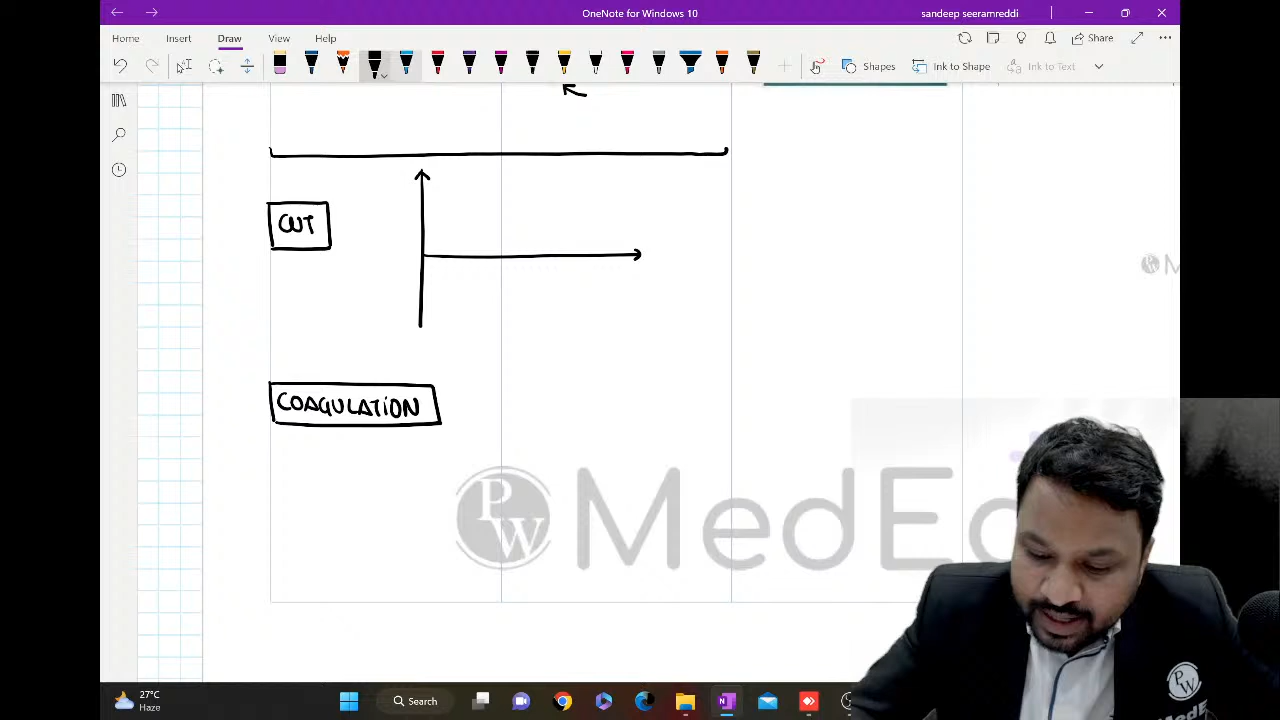 OneNote for Windows 10
sandeep seeramreddi
Home Insert Draw View Help
Share
Shapes
Ink to Shape
Ink to Text
CUT
COAGULATION
PW MedEd
M
PW
27°C
Haze
Search